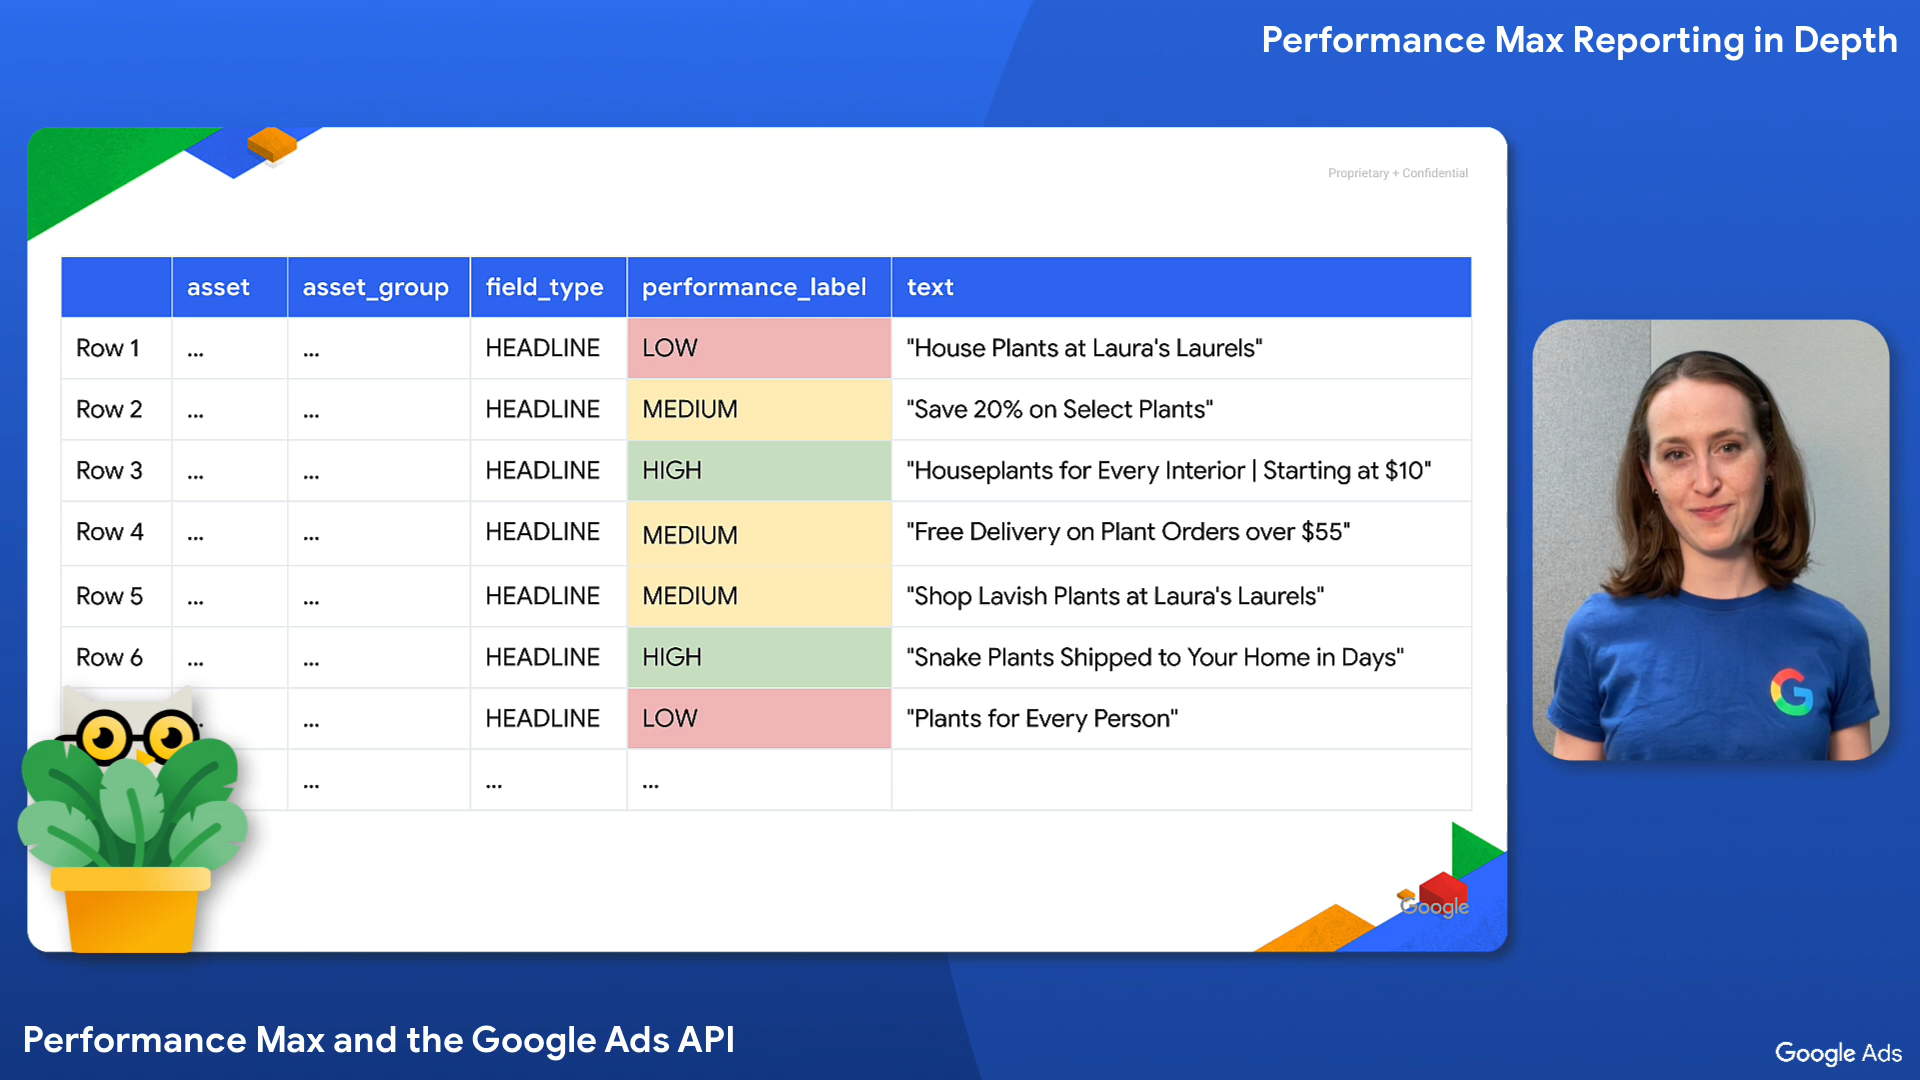 Performance Max Reporting in Depth
Proprietary + Confidential
asset asset_group field_type performance_label text
Row 1 ... ... HEADLINE LOW "House Plants at Laura's Laurels"
Row 2 ... ... HEADLINE MEDIUM "Save 20% on Select Plants"
Row 3 ... ... HEADLINE HIGH "Houseplants for Every Interior | Starting at $10"
Row 4 ... ... HEADLINE MEDIUM "Free Delivery on Plant Orders over $55"
Row 5 ... ... HEADLINE MEDIUM "Shop Lavish Plants at Laura's Laurels"
Row 6 ... ... HEADLINE HIGH "Snake Plants Shipped to Your Home in Days"
... HEADLINE LOW "Plants for Every Person"
... ... ...
G
Google
Performance Max and the Google Ads API
Google Ads